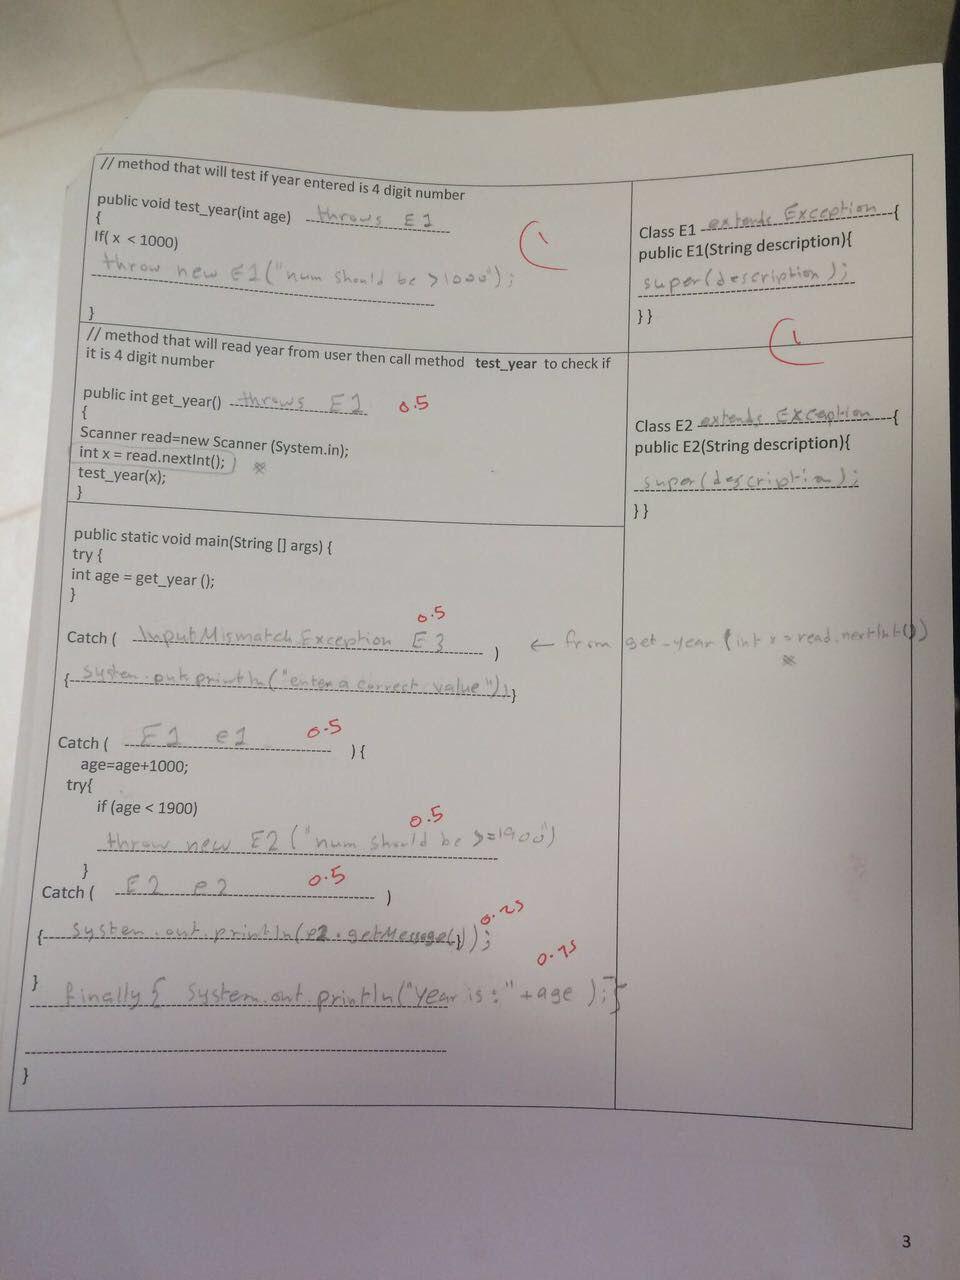 // method that will test if year entered is 4 digit number
public void test_year(int age) throws E1
{
If( x < 1000)
throw new E1("num should be >1000");
}
1
Class E1 extends Exception {
public E1(String description){
super(description);
} }
1
// method that will read year from user then call method test_year to check if
it is 4 digit number
public int get_year() throws E1 0.5
{
Scanner read=new Scanner (System.in);
int x = read.nextInt(); *
test_year(x);
}
Class E2 extends Exception {
public E2(String description){
super(description);
} }
public static void main(String [] args) {
try {
int age = get_year ();
}
0.5
Catch ( InputMismatchException E3 ) ← from get-year (int x = read.nextInt())
*
{ System.out.println("enter a correct value"); }
Catch ( E1 e1 0.5 ) {
age=age+1000;
try{
if (age < 1900)
0.5
throw new E2("num should be >=1900")
}
Catch ( E2 e2 0.5 )
{ System.out.println(e2.getMessage()); 0.25
0.75
}
finally { System.out.println("Year is:" +age ); }
}
3